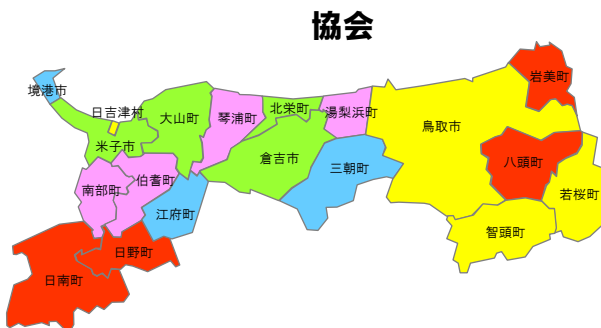 協会
岩美町
境港市
日吉津村
大山町
琴浦町
北栄町
湯梨浜町
鳥取市
米子市
倉吉市
三朝町
八頭町
南部町
伯耆町
若桜町
江府町
智頭町
日野町
日南町